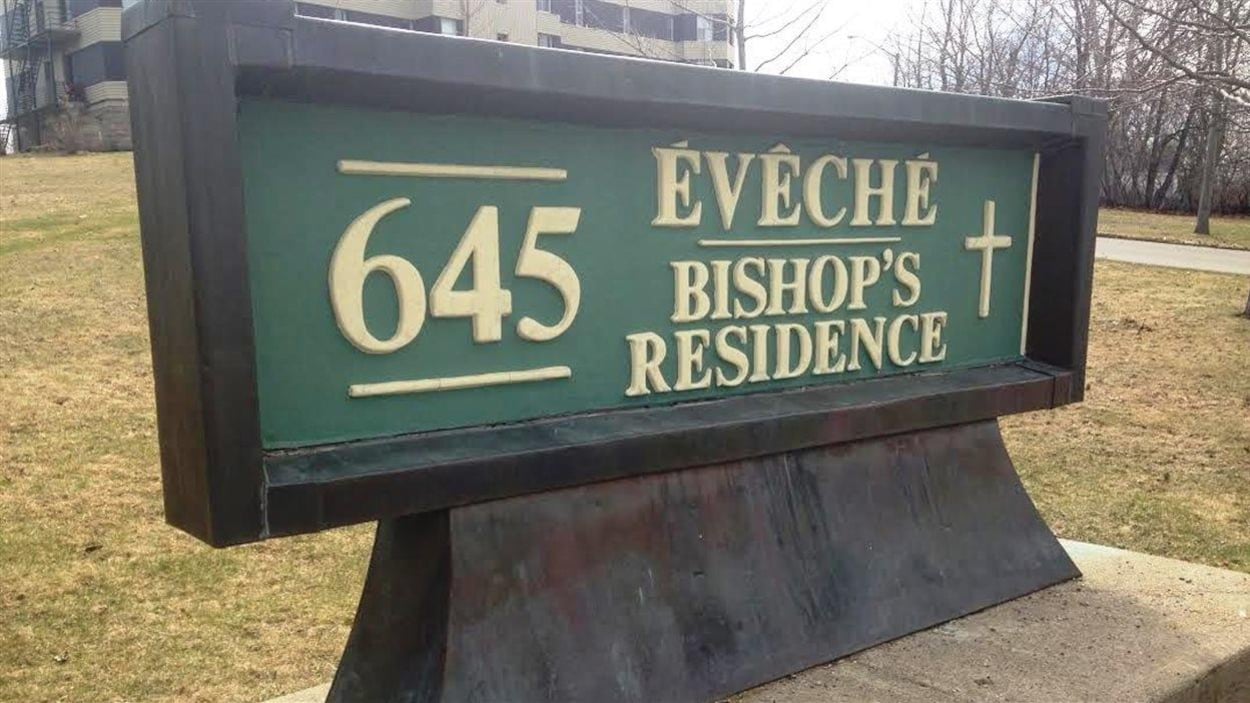 645
ÉVÊCHÉ
BISHOP'S
RESIDENCE